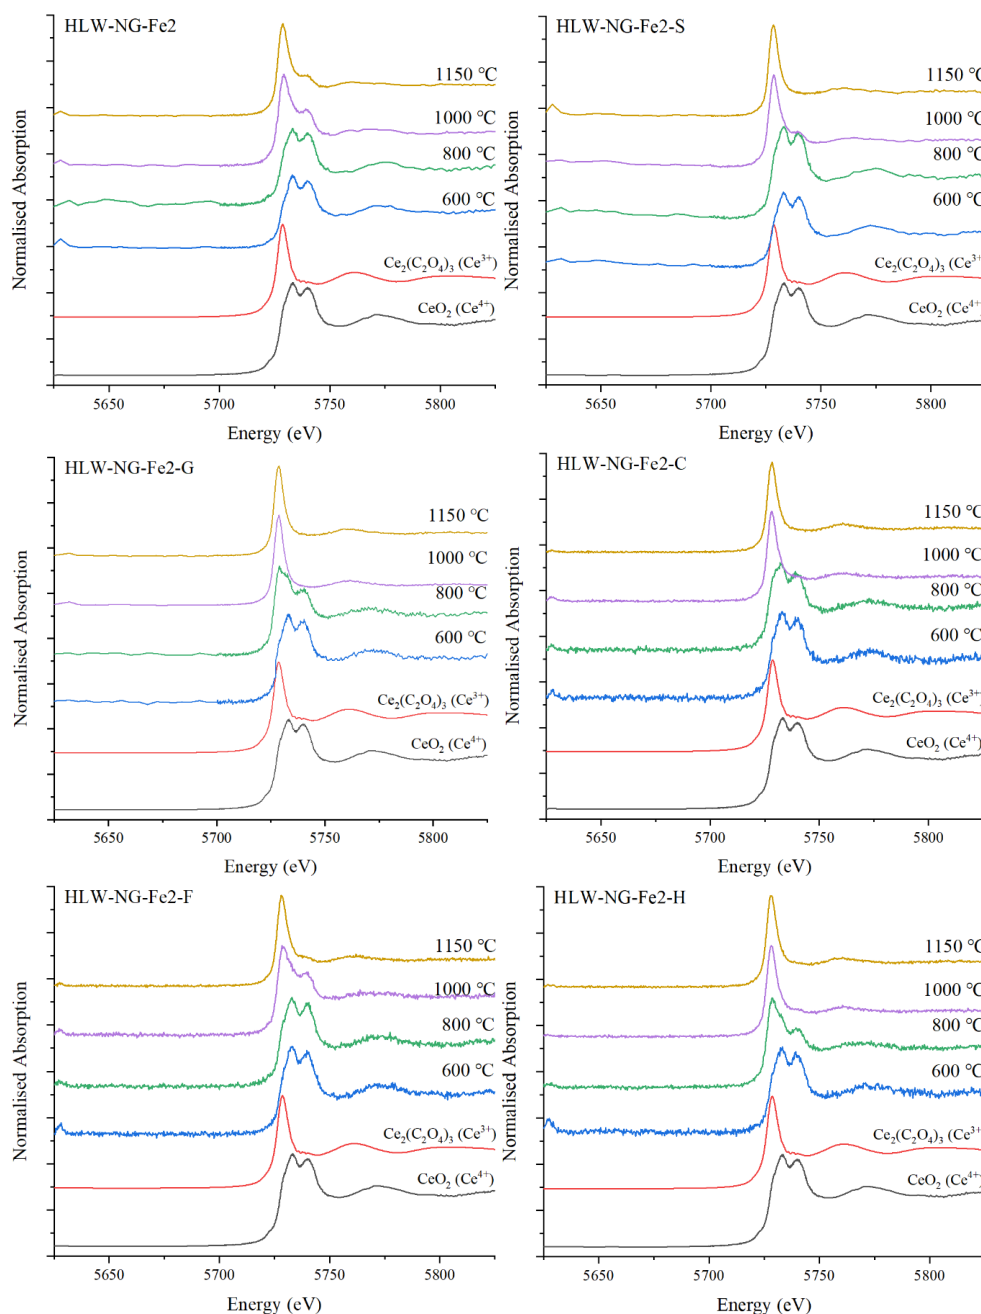 HLW-NG-Fe2
1150 ℃
1000 ℃
800 ℃
600 ℃
Ce₂(C₂O₄)₃ (Ce³⁺)
CeO₂ (Ce⁴⁺)
Normalised Absorption
5650 5700 5750 5800
Energy (eV)
HLW-NG-Fe2-S
1150 ℃
1000 ℃
800 ℃
600 ℃
Ce₂(C₂O₄)₃ (Ce³⁺
CeO₂ (Ce⁴⁺)
Normalised Absorption
5650 5700 5750 5800
Energy (eV)
HLW-NG-Fe2-G
1150 ℃
1000 ℃
800 ℃
600 ℃
Ce₂(C₂O₄)₃ (Ce³⁺)
CeO₂ (Ce⁴⁺)
Normalised Absorption
5650 5700 5750 5800
Energy (eV)
HLW-NG-Fe2-C
1150 ℃
1000 ℃
800 ℃
600 ℃
Ce₂(C₂O₄)₃ (Ce³⁺
CeO₂ (Ce⁴⁺)
Normalised Absorption
5650 5700 5750 5800
Energy (eV)
HLW-NG-Fe2-F
1150 ℃
1000 ℃
800 ℃
600 ℃
Ce₂(C₂O₄)₃ (Ce³⁺)
CeO₂ (Ce⁴⁺)
Normalised Absorption
5650 5700 5750 5800
Energy (eV)
HLW-NG-Fe2-H
1150 ℃
1000 ℃
800 ℃
600 ℃
Ce₂(C₂O₄)₃ (Ce³⁺
CeO₂ (Ce⁴⁺)
Normalised Absorption
5650 5700 5750 5800
Energy (eV)